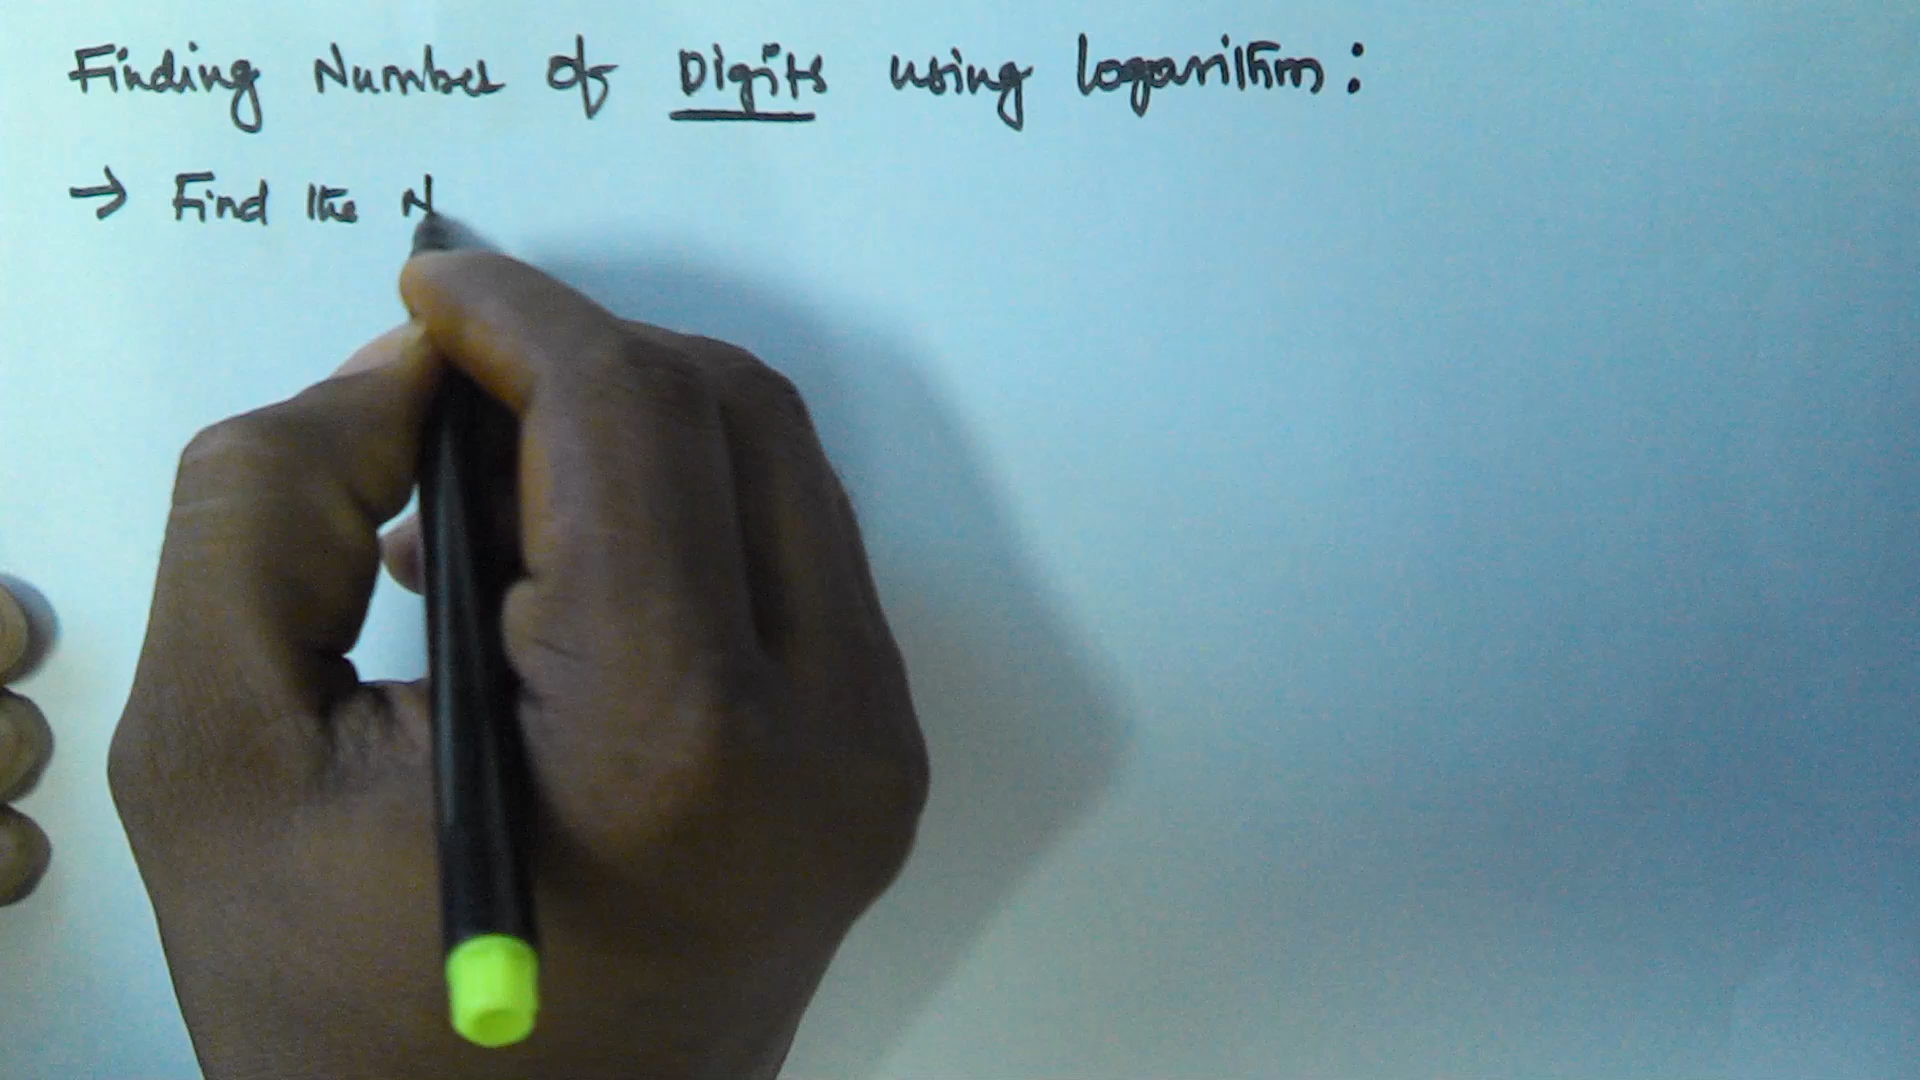 Finding Number of Digits using logarithm:
→ Find the N